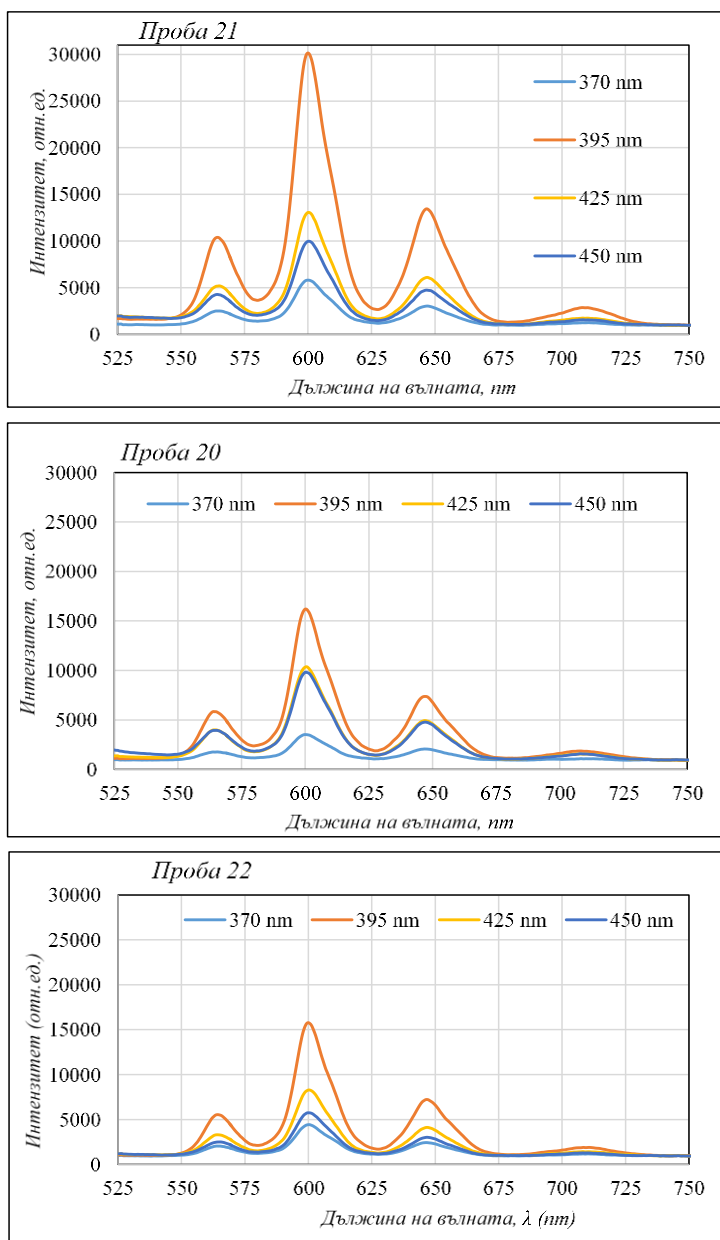 Проба 21
Интензитет, отн.ед.
30000
25000
20000
15000
10000
5000
0
370 nm
395 nm
425 nm
450 nm
525 550 575 600 625 650 675 700 725 750
Дължина на вълната, nm
Проба 20
Интензитет, отн.ед.
30000
25000
20000
15000
10000
5000
0
370 nm 395 nm 425 nm 450 nm
525 550 575 600 625 650 675 700 725 750
Дължина на вълната, nm
Проба 22
Интензитет (отн.ед.)
30000
25000
20000
15000
10000
5000
0
370 nm 395 nm 425 nm 450 nm
525 550 575 600 625 650 675 700 725 750
Дължина на вълната, λ (nm)